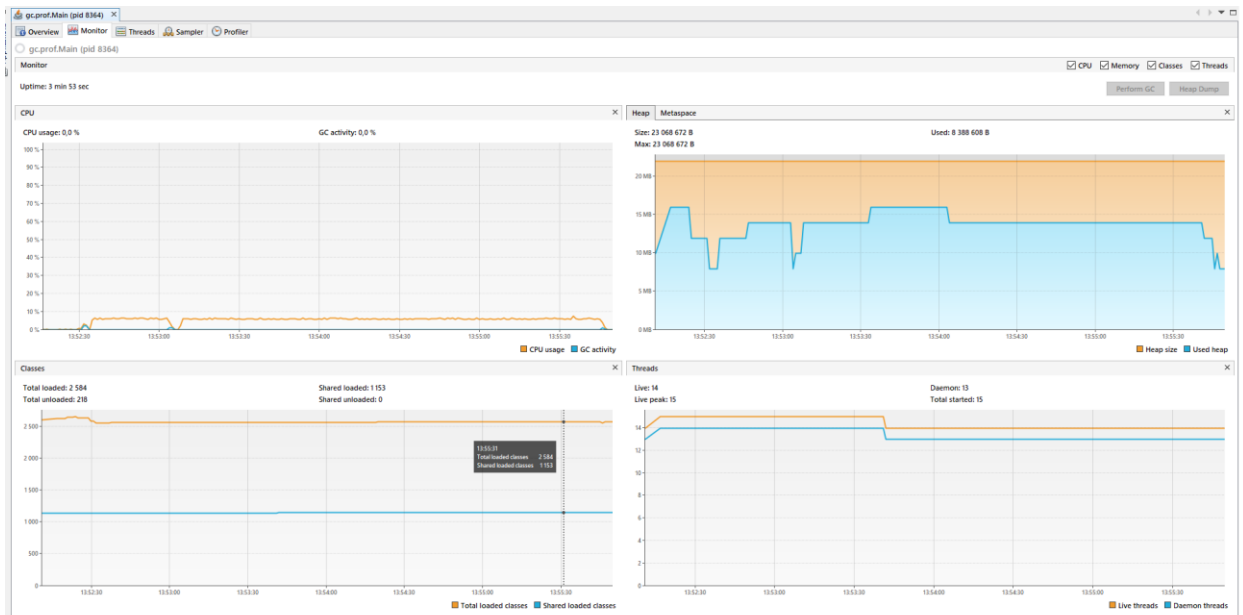 gc.prof.Main (pid 8364)
Overview Monitor Threads Sampler Profiler
gc.prof.Main (pid 8364)
Monitor
CPU Memory Classes Threads
Uptime: 3 min 53 sec
Perform GC Heap Dump
CPU
CPU usage: 0,0 % GC activity: 0,0 %
100 %
90 %
80 %
70 %
60 %
50 %
40 %
30 %
20 %
10 %
0 %
13:52:30 13:53:00 13:53:30 13:54:00 13:54:30 13:55:00 13:55:30
CPU usage GC activity
Heap Metaspace
Size: 23 068 672 B Used: 8 388 608 B
Max: 23 068 672 B
20 MB
15 MB
10 MB
5 MB
0 MB
13:52:30 13:53:00 13:53:30 13:54:00 13:54:30 13:55:00 13:55:30
Heap size Used heap
Classes
Total loaded: 2 584 Shared loaded: 1 153
Total unloaded: 218 Shared unloaded: 0
2 500
2 000
1 500
1 000
500
0
13:55:31
Total loaded classes 2 584
Shared loaded classes 1 153
13:52:30 13:53:00 13:53:30 13:54:00 13:54:30 13:55:00 13:55:30
Total loaded classes Shared loaded classes
Threads
Live: 14 Daemon: 13
Live peak: 15 Total started: 15
14
12
10
8
6
4
2
0
13:52:30 13:53:00 13:53:30 13:54:00 13:54:30 13:55:00 13:55:30
Live threads Daemon threads